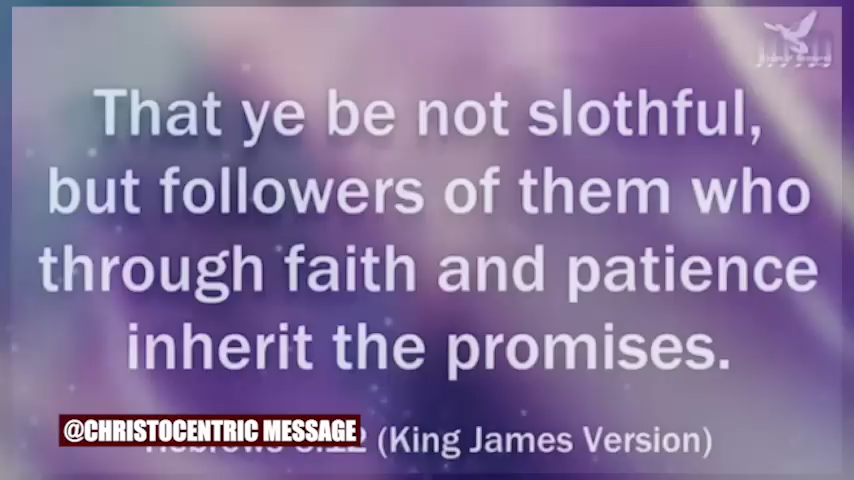 That ye be not slothful,
but followers of them who
through faith and patience
inherit the promises.
@CHRISTOCENTRIC MESSAGE
(King James Version)